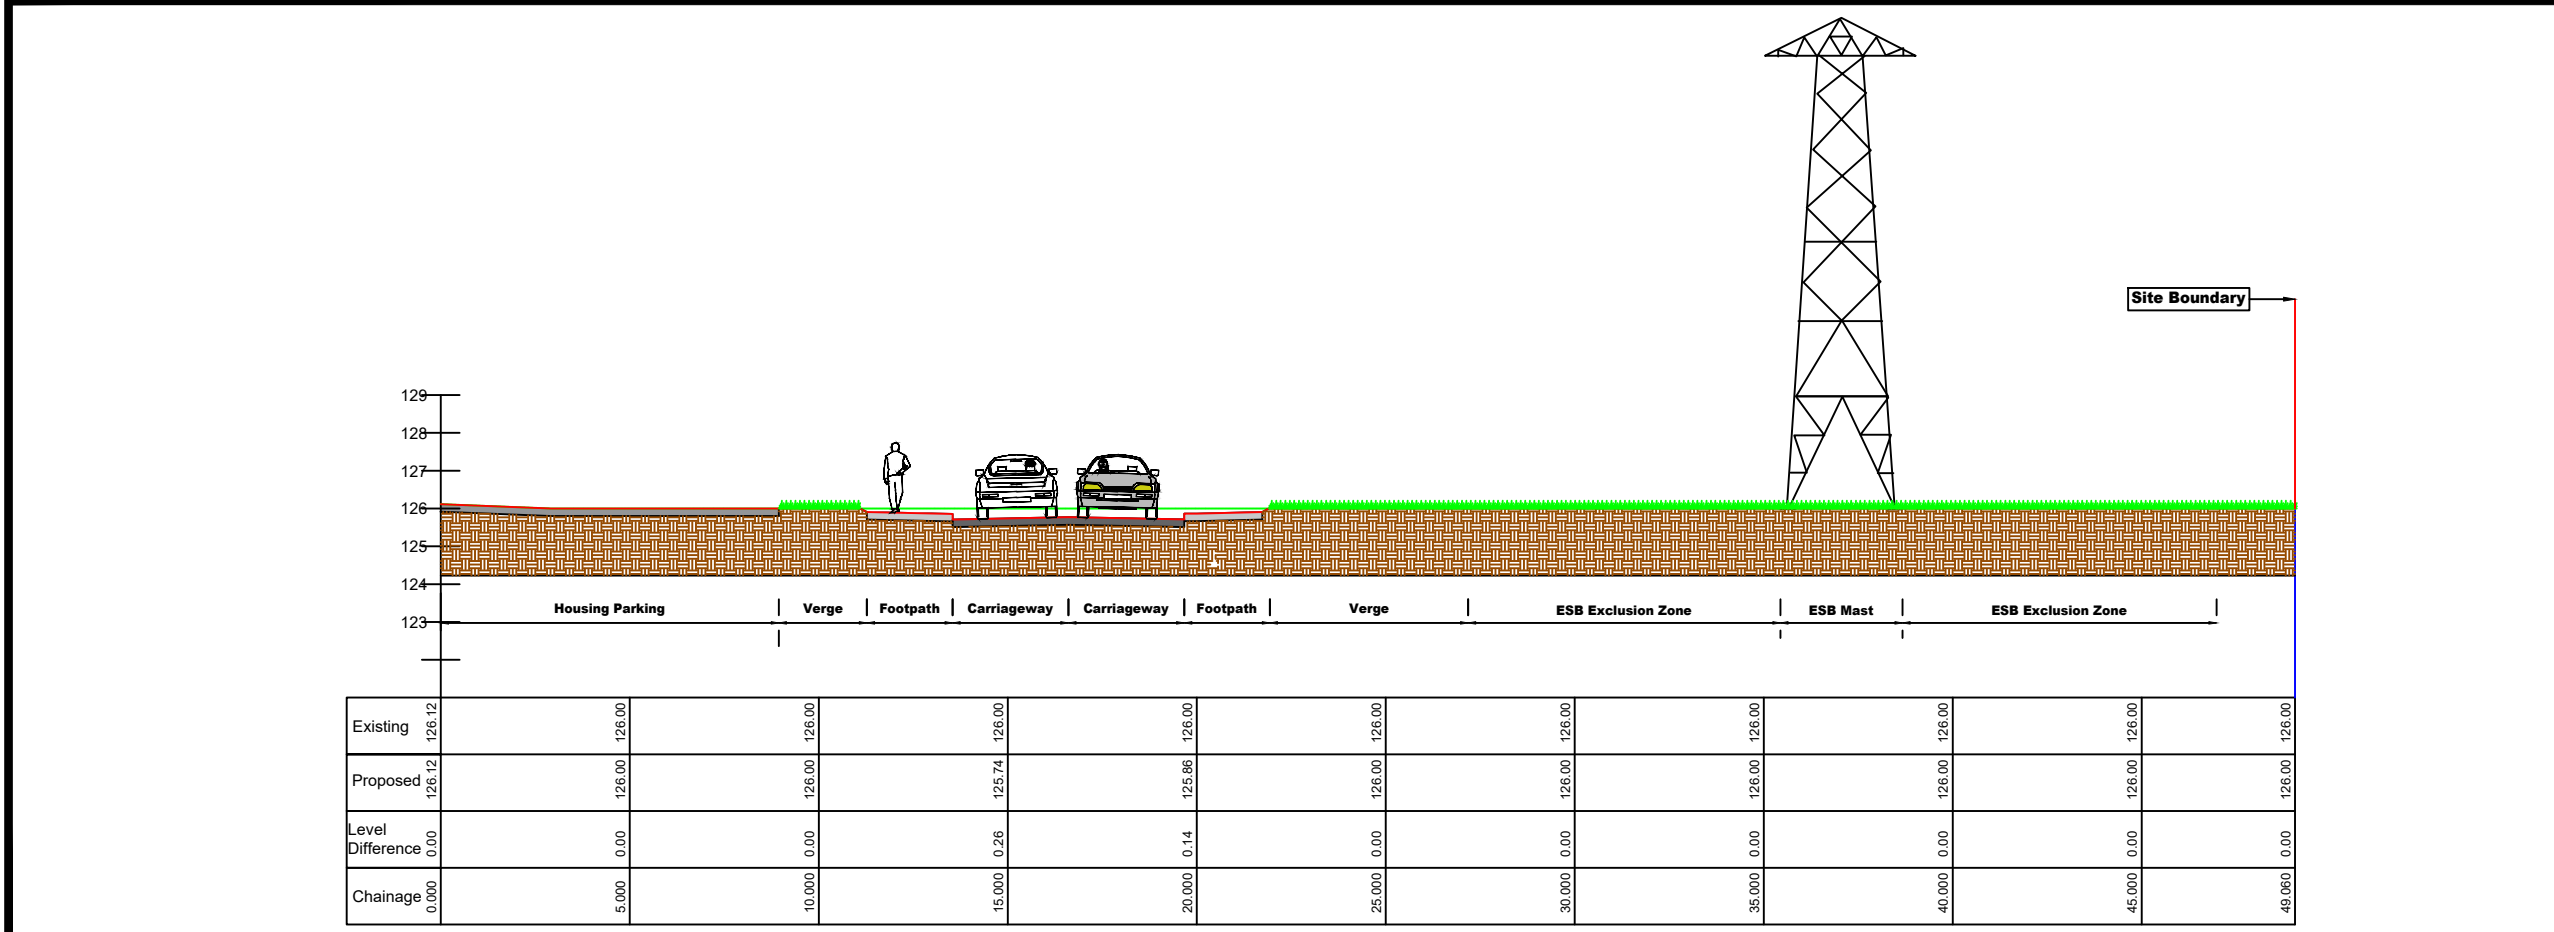 Site Boundary
129
128
127
126
125
124
123
Housing Parking
Verge
Footpath
Carriageway
Carriageway
Footpath
Verge
ESB Exclusion Zone
ESB Mast
ESB Exclusion Zone
Existing 126.12 126.00 126.00 126.00 126.00 126.00 126.00 126.00 126.00 126.00 126.00
Proposed 126.12 126.00 126.00 125.74 125.86 126.00 126.00 126.00 126.00 126.00 126.00
Level
Difference 0.00 0.00 0.00 0.26 0.14 0.00 0.00 0.00 0.00 0.00 0.00
Chainage 0.000 5.000 10.000 15.000 20.000 25.000 30.000 35.000 40.000 45.000 49.060